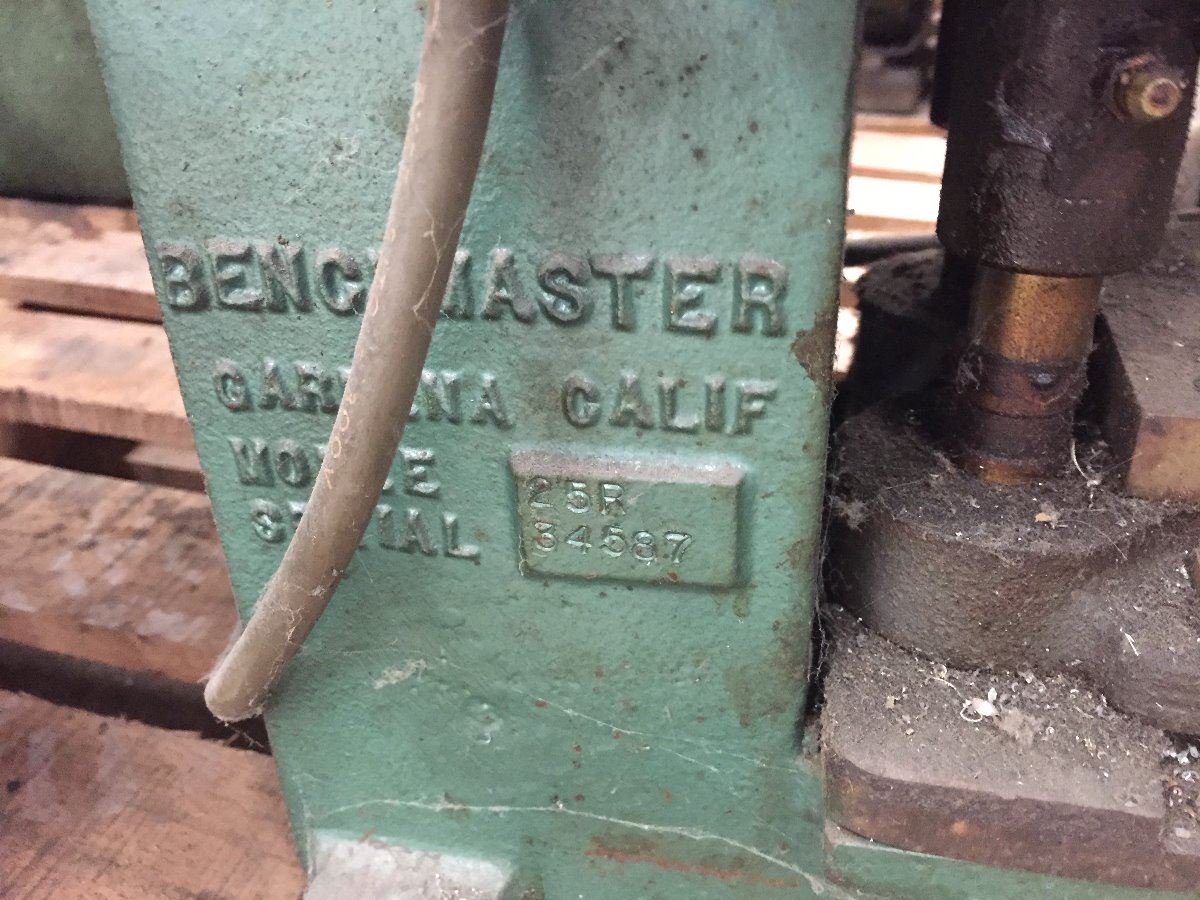 BENCHMASTER
GARDENA CALIF
MODEL 25R
SERIAL 34587